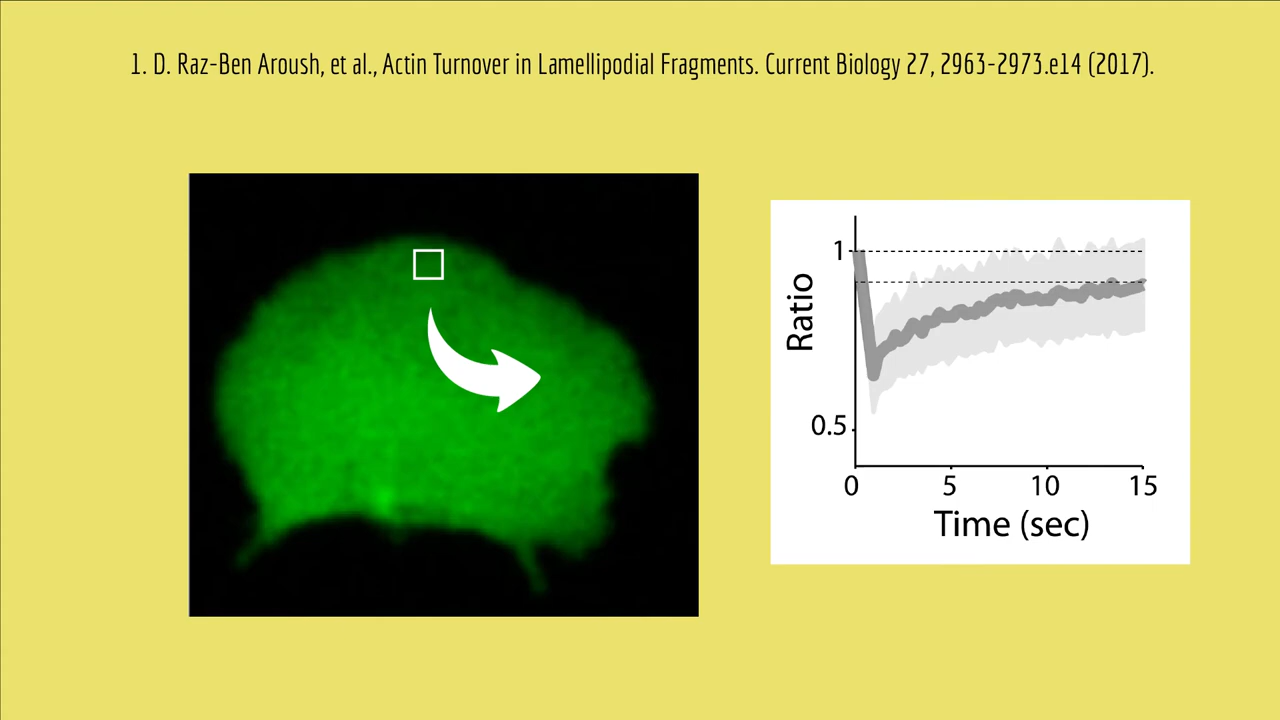 1. D. Raz-Ben Aroush, et al., Actin Turnover in Lamellipodial Fragments. Current Biology 27, 2963-2973.e14 (2017).
1
Ratio
0.5
0 5 10 15
Time (sec)